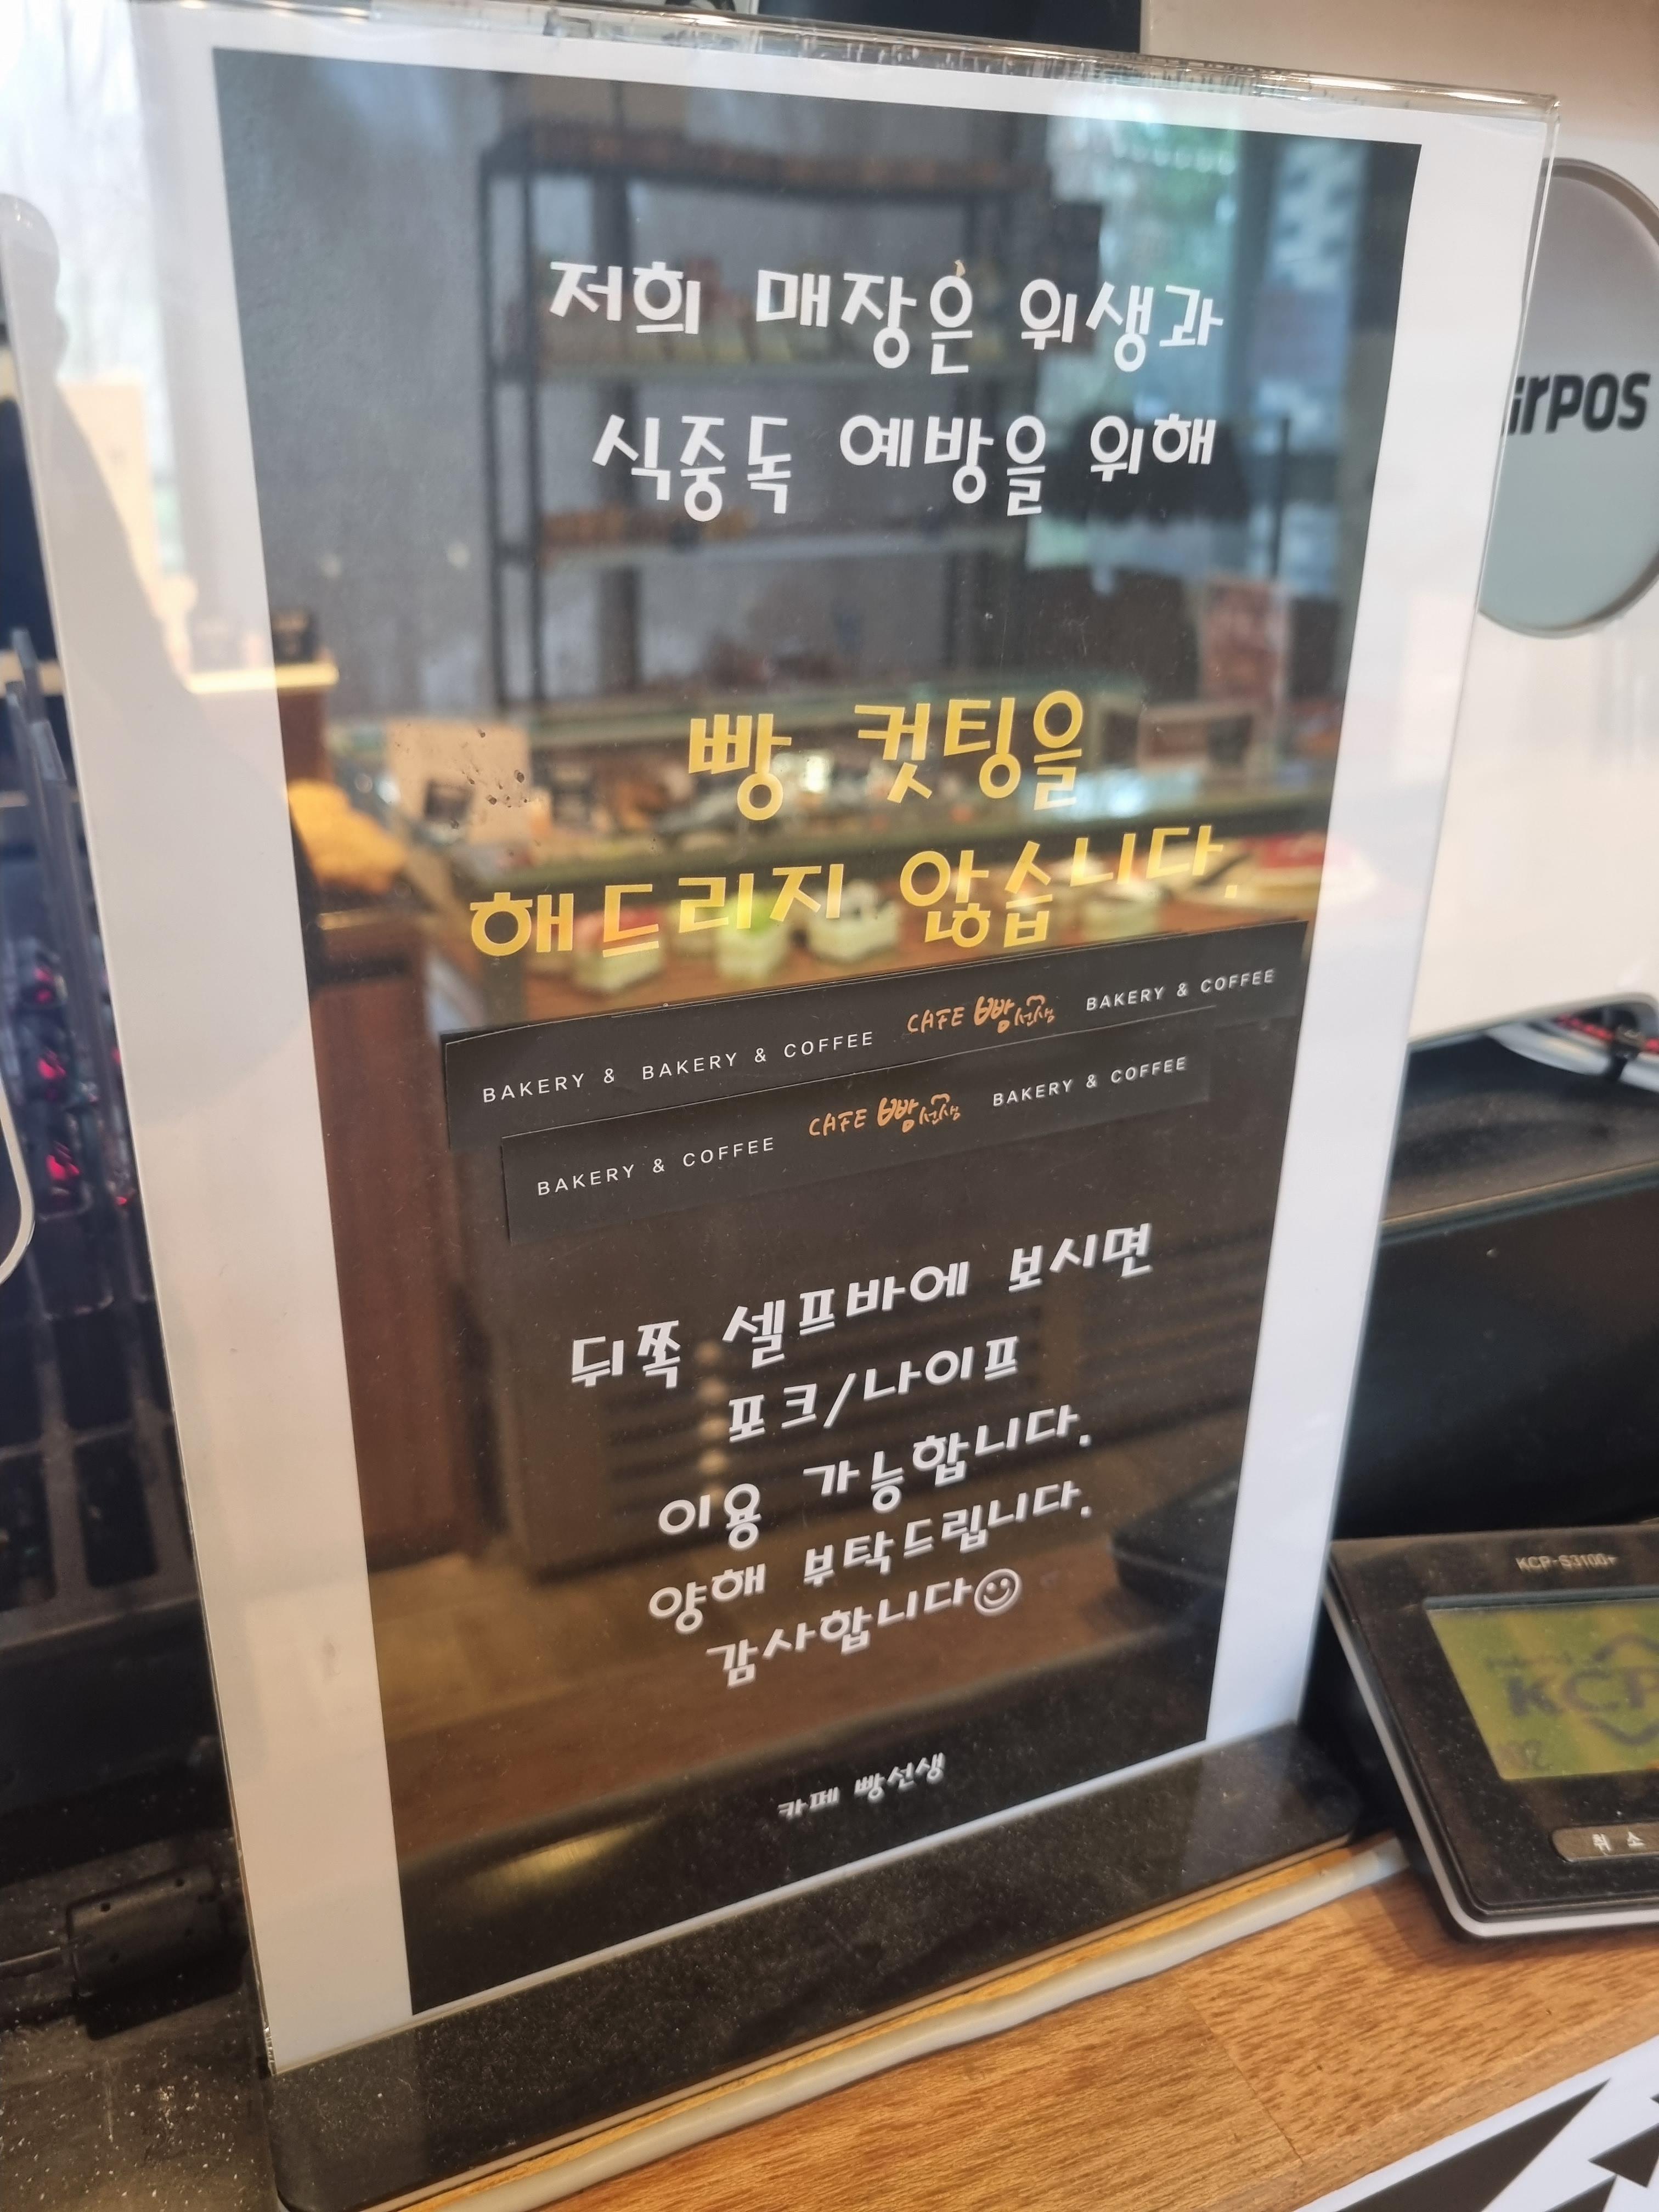 저희 매장은 위생과
식중독 예방을 위해
빵 컷팅을
해드리지 않습니다.
BAKERY & BAKERY & COFFEE CAFE 빵선생 BAKERY & COFFEE
BAKERY & COFFEE CAFE 빵선생 BAKERY & COFFEE
뒤쪽 셀프바에 보시면
포크/나이프
이용 가능합니다.
양해 부탁드립니다.
감사합니다☺
카페 빵선생
irPOS
KCP-S3100+
KCP
취소